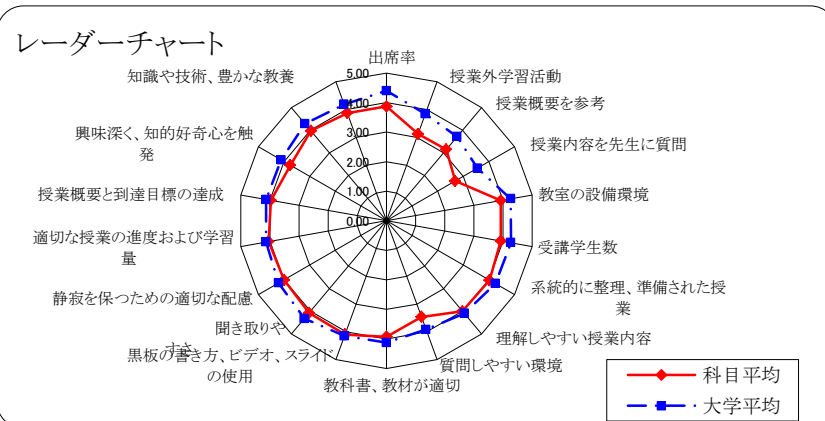 レーダーチャート
出席率
授業外学習活動
授業概要を参考
授業内容を先生に質問
教室の設備環境
受講学生数
系統的に整理、準備された授
業
理解しやすい授業内容
質問しやすい環境
教科書、教材が適切
黒板の書き方、ビデオ、スライド
の使用
聞き取りや
すさ
静寂を保つための適切な配慮
適切な授業の進度および学習
量
授業概要と到達目標の達成
興味深く、知的好奇心を触
発
知識や技術、豊かな教養
5.00
4.00
3.00
2.00
1.00
0.00
科目平均
大学平均